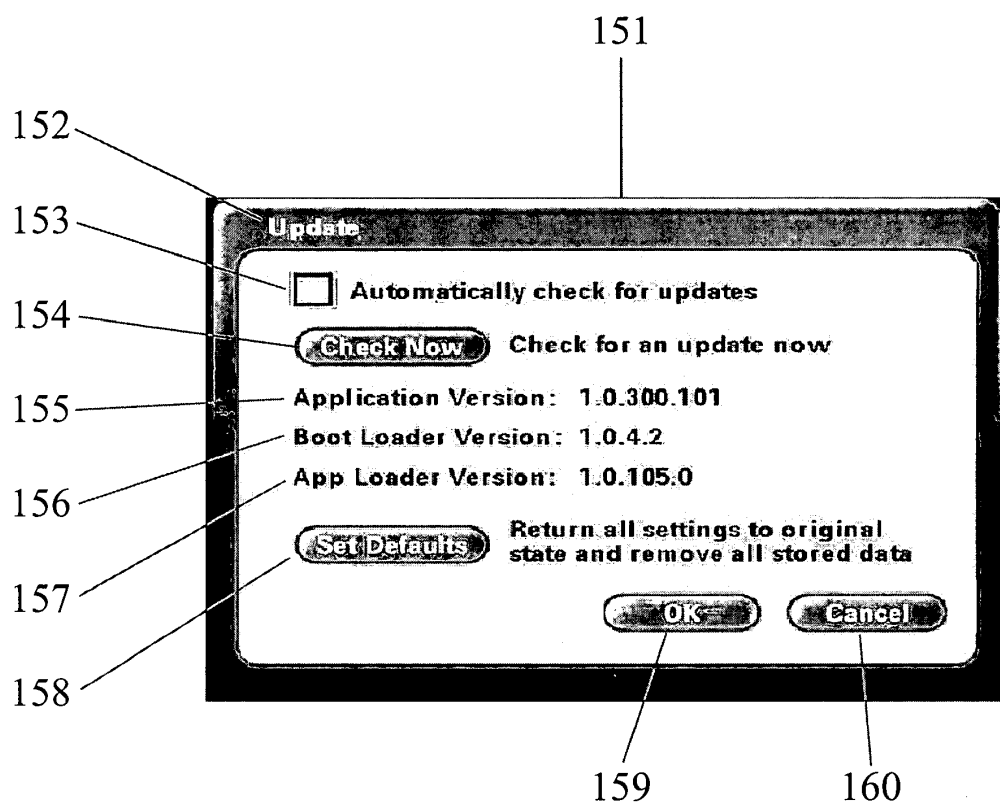 151
152
153
Update
Automatically check for updates
154
Check Now Check for an update now
155
Application Version: 1.0.300.101
Boot Loader Version: 1.0.4.2
156
App Loader Version: 1.0.105.0
Set Defaults Return all settings to original
state and remove all stored data
157
OK Cancel
158
159 160